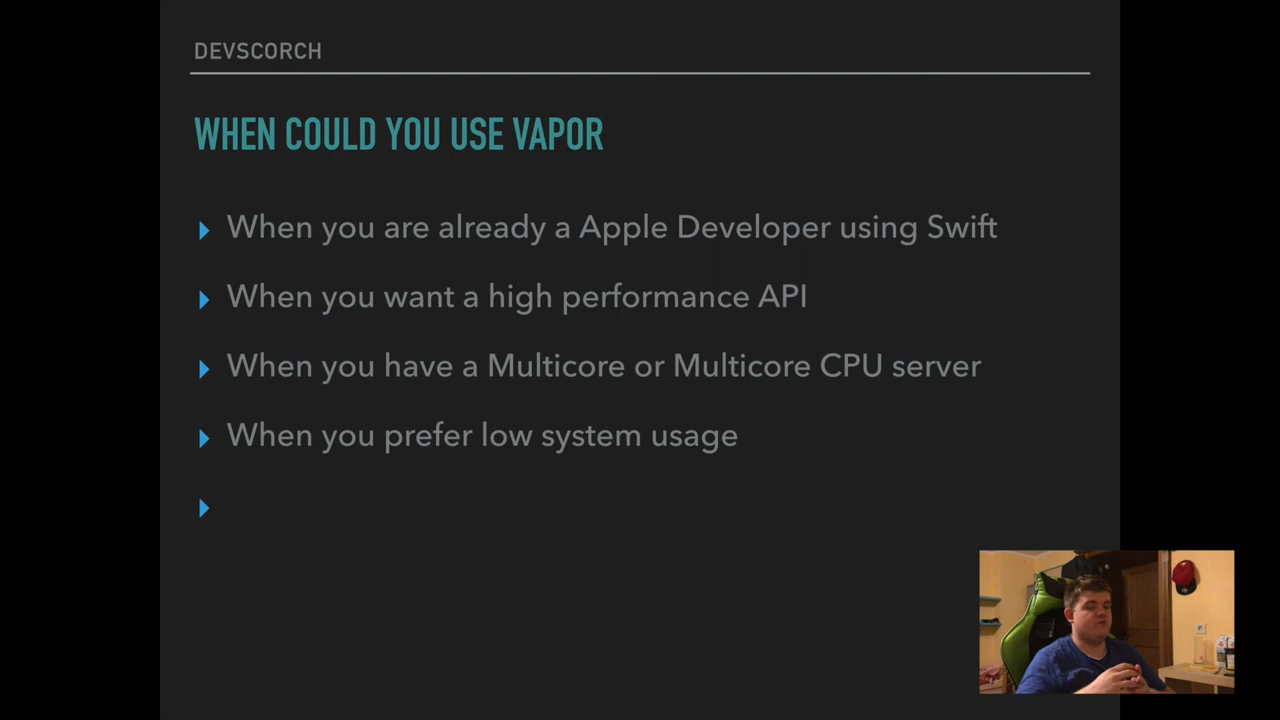 DEVSCORCH
WHEN COULD YOU USE VAPOR
When you are already a Apple Developer using Swift
When you want a high performance API
When you have a Multicore or Multicore CPU server
When you prefer low system usage